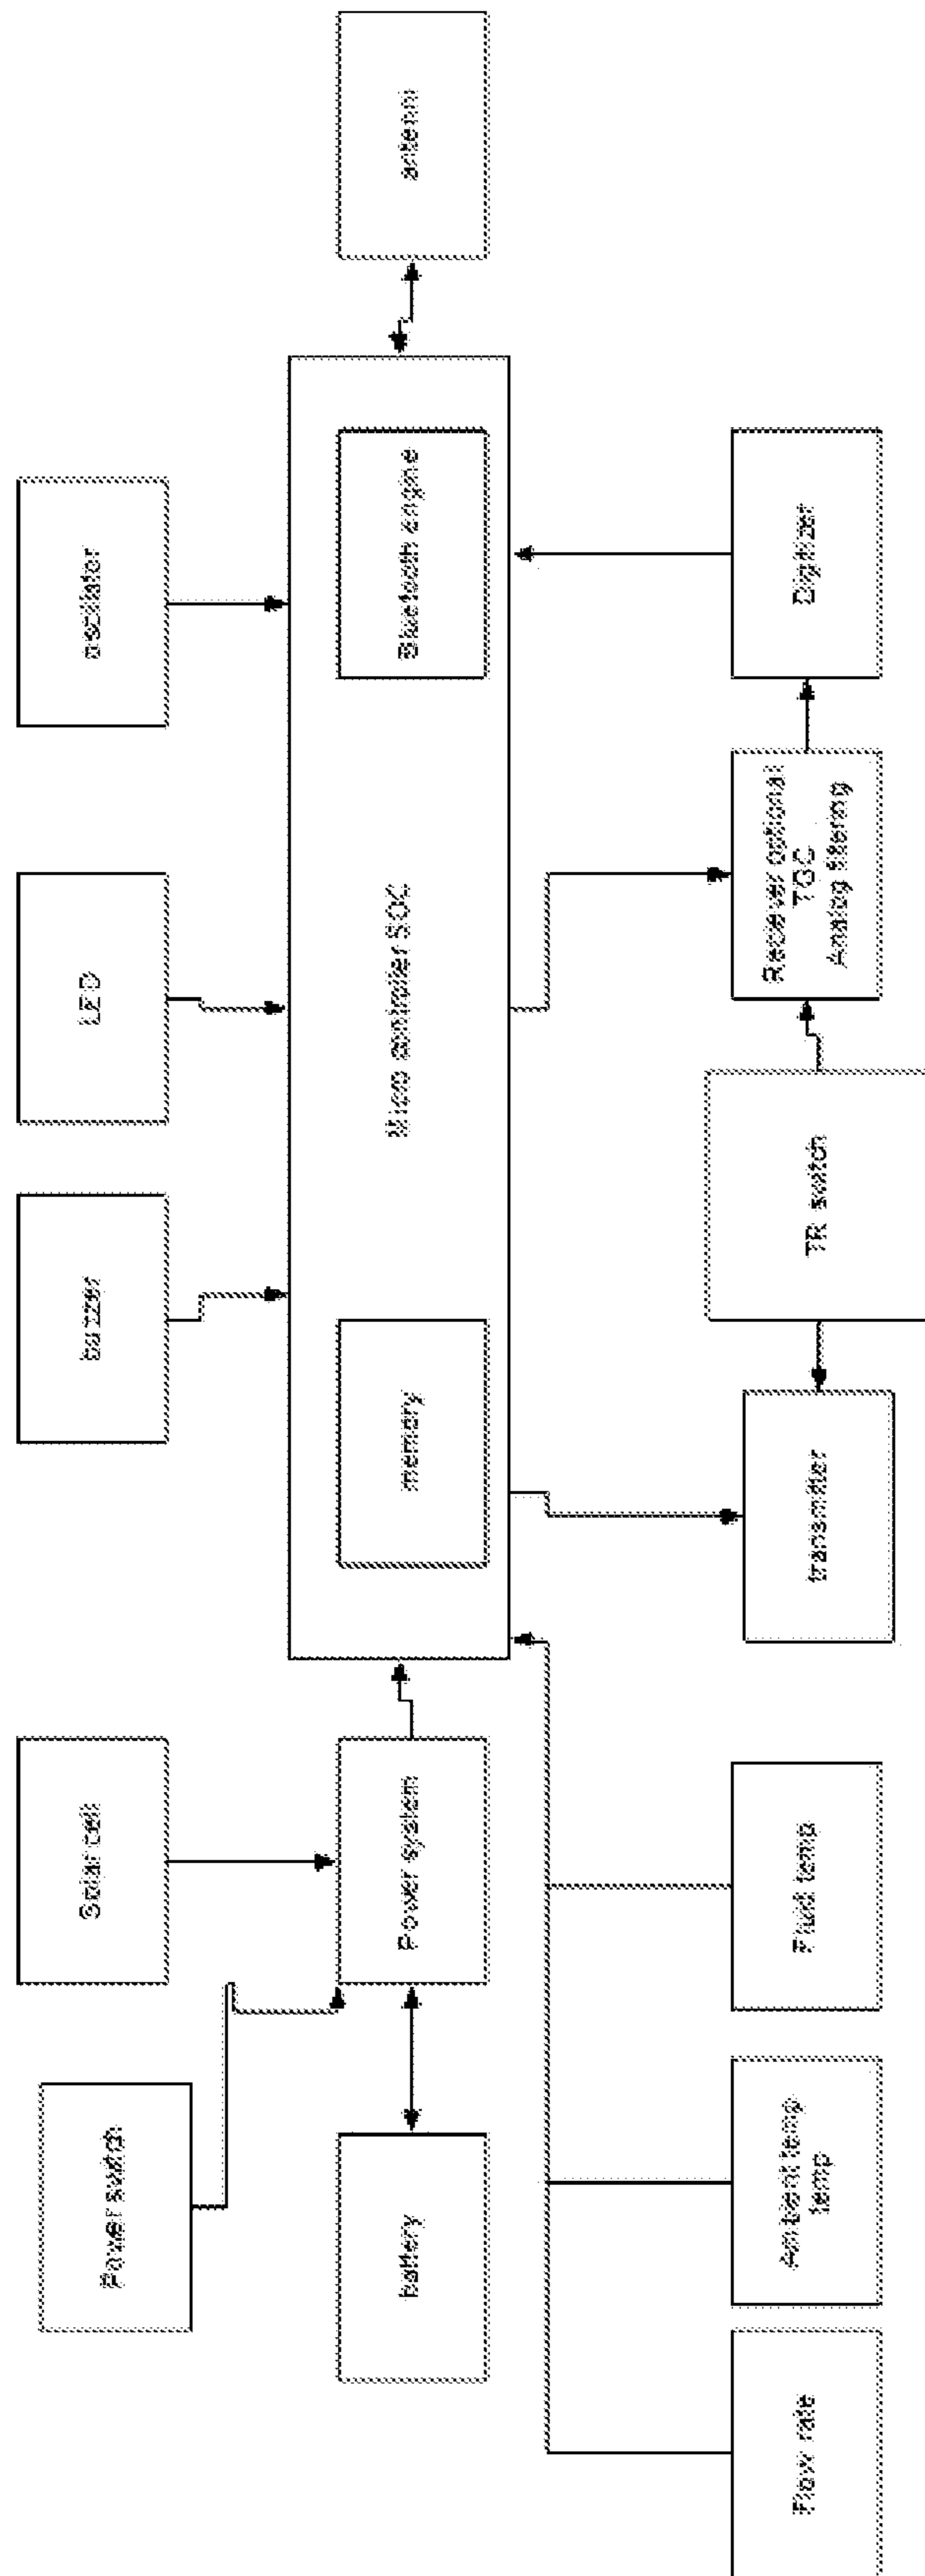 Power switch
Solar cell
buzzer
LED
oscillator
battery
Power system
memory
Micro controller SOC
Bluetooth engine
antenni
Flow rate
Ambient temp
temp
Fluid temp
transmitter
TR switch
Receiver optional:
TGC
Analog filtering
Digitizer